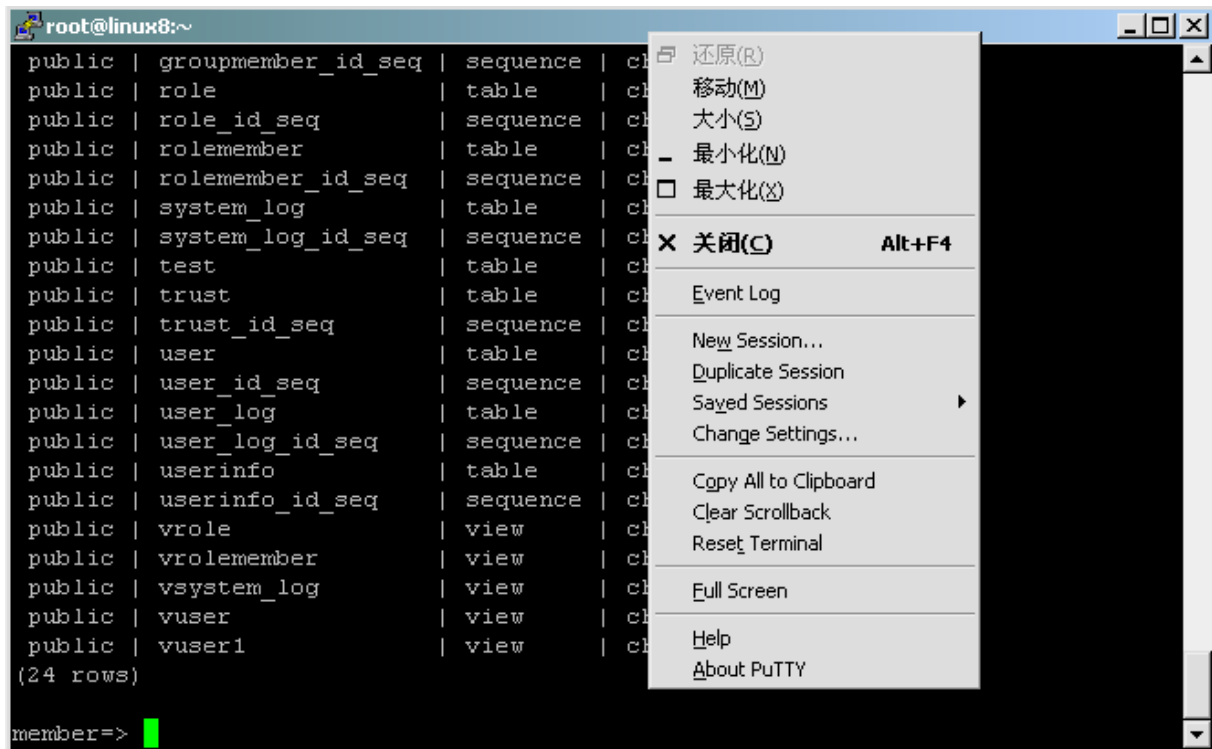 root@linux8:~
public | groupmember_id_seq | sequence | ch
public | role | table | ch
public | role_id_seq | sequence | ch
public | rolemember | table | ch
public | rolemember_id_seq | sequence | ch
public | system_log | table | ch
public | system_log_id_seq | sequence | ch
public | test | table | ch
public | trust | table | ch
public | trust_id_seq | sequence | ch
public | user | table | ch
public | user_id_seq | sequence | ch
public | user_log | table | ch
public | user_log_id_seq | sequence | ch
public | userinfo | table | ch
public | userinfo_id_seq | sequence | ch
public | vrole | view | ch
public | vrolemember | view | ch
public | vsystem_log | view | ch
public | vuser | view | ch
public | vuser1 | view | ch
(24 rows)
member=>
还原(R)
移动(M)
大小(S)
最小化(N)
最大化(X)
关闭(C) Alt+F4
Event Log
New Session...
Duplicate Session
Saved Sessions
Change Settings...
Copy All to Clipboard
Clear Scrollback
Reset Terminal
Full Screen
Help
About PuTTY